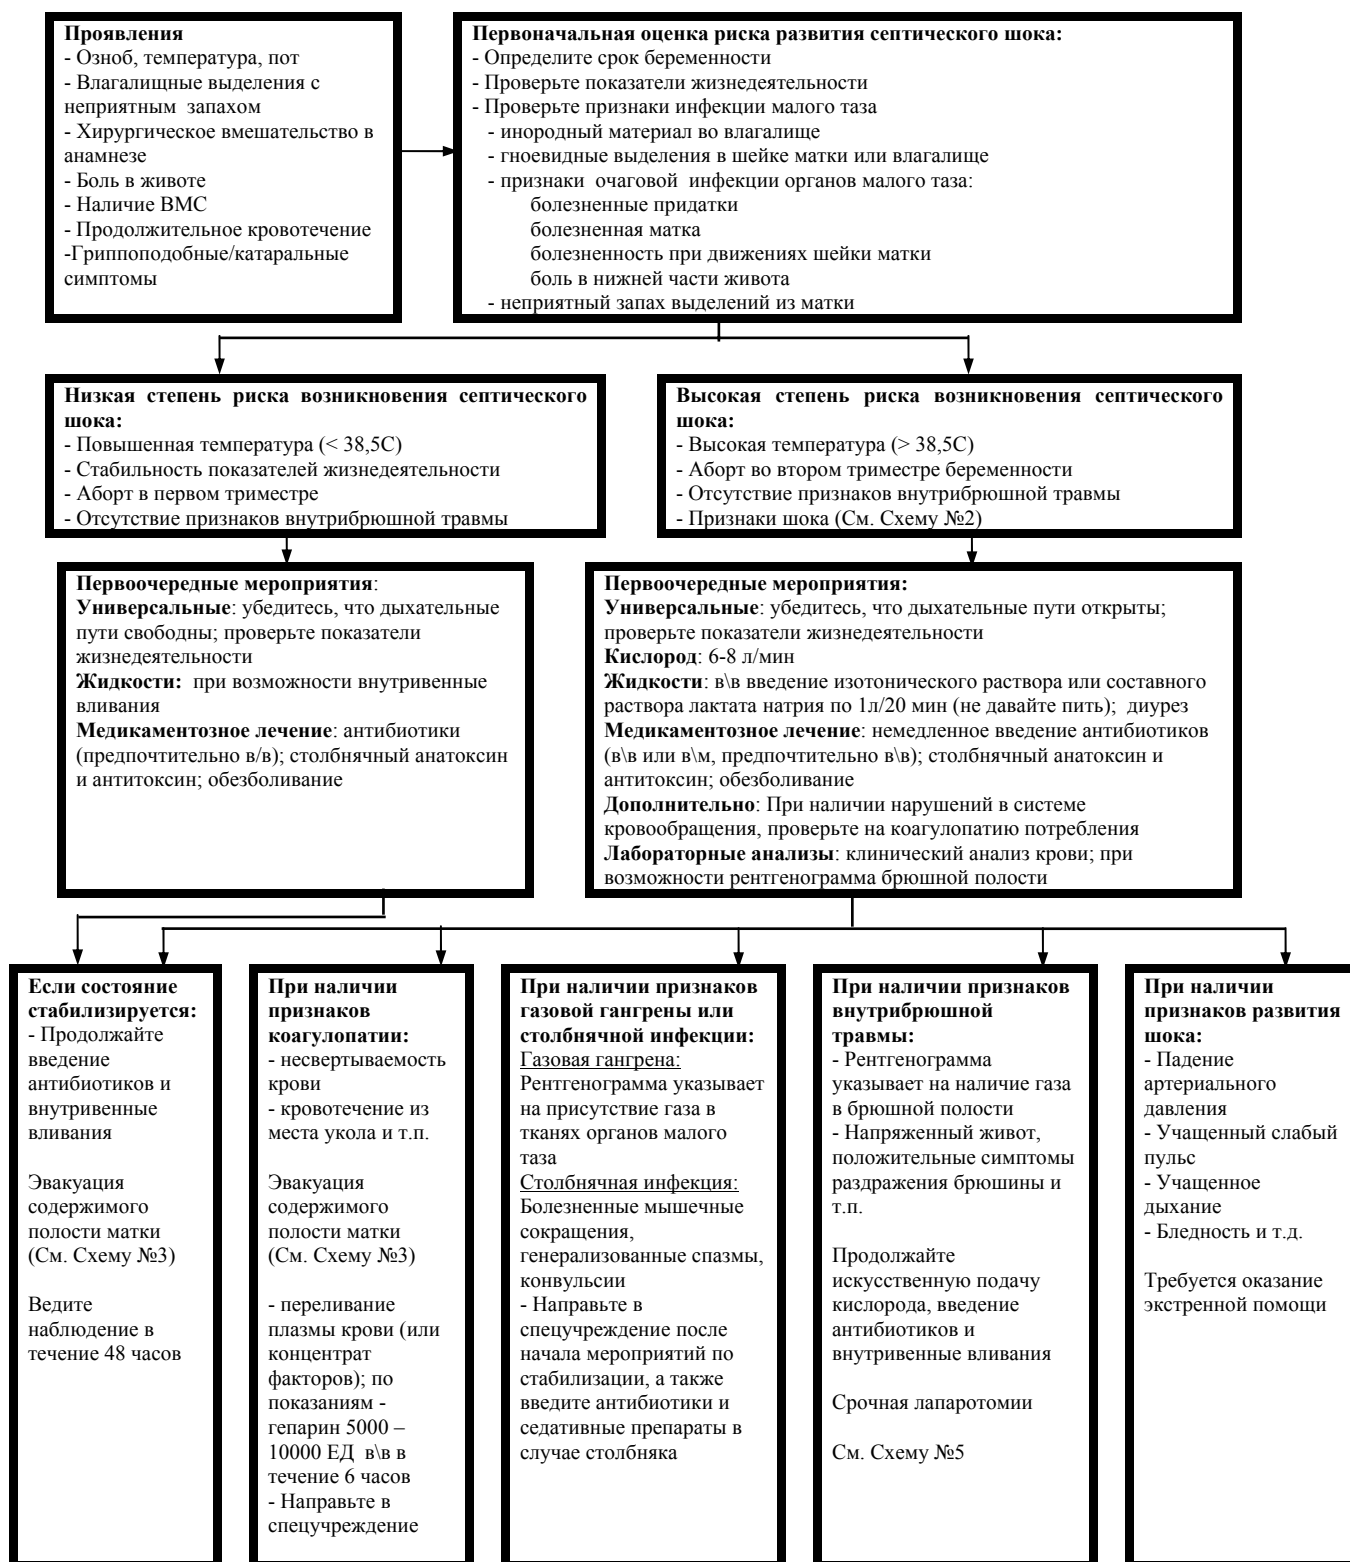 Проявления
- Озноб, температура, пот
- Влагалищные выделения с
неприятным запахом
- Хирургическое вмешательство в
анамнезе
- Боль в животе
- Наличие ВМС
- Продолжительное кровотечение
-Гриппоподобные/катаральные
симптомы
Первоначальная оценка риска развития септического шока:
- Определите срок беременности
- Проверьте показатели жизнедеятельности
- Проверьте признаки инфекции малого таза
- инородный материал во влагалище
- гноевидные выделения в шейке матки или влагалище
- признаки очаговой инфекции органов малого таза:
болезненные придатки
болезненная матка
болезненность при движениях шейки матки
боль в нижней части живота
- неприятный запах выделений из матки
Низкая степень риска возникновения септического
шока:
- Повышенная температура (< 38,5С)
- Стабильность показателей жизнедеятельности
- Аборт в первом триместре
- Отсутствие признаков внутрибрюшной травмы
Высокая степень риска возникновения септического
шока:
- Высокая температура (> 38,5С)
- Аборт во втором триместре беременности
- Отсутствие признаков внутрибрюшной травмы
- Признаки шока (См. Схему №2)
Первоочередные мероприятия:
Универсальные: убедитесь, что дыхательные
пути свободны; проверьте показатели
жизнедеятельности
Жидкости: при возможности внутривенные
вливания
Медикаментозное лечение: антибиотики
(предпочтительно в/в); столбнячный анатоксин
и антитоксин; обезболивание
Первоочередные мероприятия:
Универсальные: убедитесь, что дыхательные пути открыты;
проверьте показатели жизнедеятельности
Кислород: 6-8 л/мин
Жидкости: в\в введение изотонического раствора или составного
раствора лактата натрия по 1л/20 мин (не давайте пить); диурез
Медикаментозное лечение: немедленное введение антибиотиков
(в\в или в\м, предпочтительно в\в); столбнячный анатоксин и
антитоксин; обезболивание
Дополнительно: При наличии нарушений в системе
кровообращения, проверьте на коагулопатию потребления
Лабораторные анализы: клинический анализ крови; при
возможности рентгенограмма брюшной полости
Если состояние
стабилизируется:
- Продолжайте
введение
антибиотиков и
внутривенные
вливания
Эвакуация
содержимого
полости матки
(См. Схему №3)
Ведите
наблюдение в
течение 48 часов
При наличии
признаков
коагулопатии:
- несвертываемость
крови
- кровотечение из
места укола и т.п.
Эвакуация
содержимого
полости матки
(См. Схему №3)
- переливание
плазмы крови (или
концентрат
факторов); по
показаниям -
гепарин 5000 –
10000 ЕД в\в в
течение 6 часов
- Направьте в
спецучреждение
При наличии признаков
газовой гангрены или
столбнячной инфекции:
Газовая гангрена:
Рентгенограмма указывает
на присутствие газа в
тканях органов малого
таза
Столбнячная инфекция:
Болезненные мышечные
сокращения,
генерализованные спазмы,
конвульсии
- Направьте в
спецучреждение после
начала мероприятий по
стабилизации, а также
введите антибиотики и
седативные препараты в
случае столбняка
При наличии признаков
внутрибрюшной
травмы:
- Рентгенограмма
указывает на наличие газа
в брюшной полости
- Напряженный живот,
положительные симптомы
раздражения брюшины и
т.п.
Продолжайте
искусственную подачу
кислорода, введение
антибиотиков и
внутривенные вливания
Срочная лапаротомии
См. Схему №5
При наличии
признаков развития
шока:
- Падение
артериального
давления
- Учащенный слабый
пульс
- Учащенное
дыхание
- Бледность и т.д.
Требуется оказание
экстренной помощи